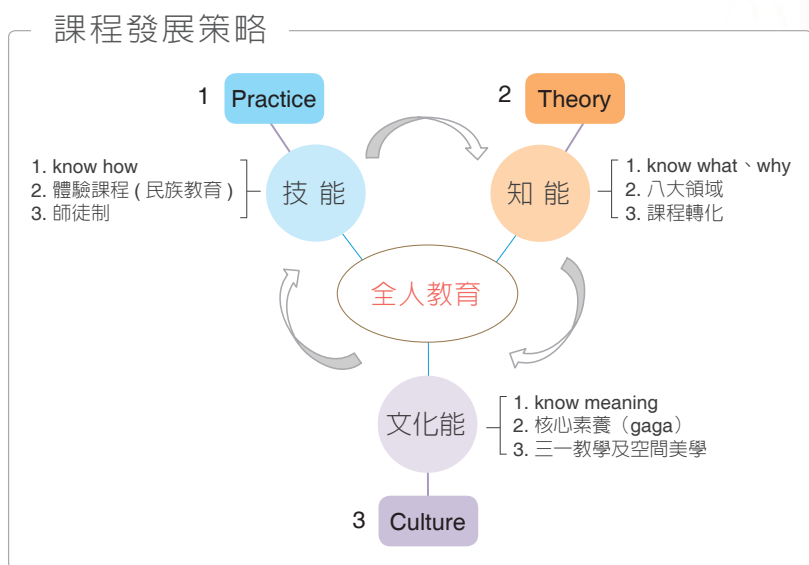 課程發展策略
1 Practice
2 Theory
技 能
1. know how
2. 體驗課程 ( 民族教育 )
3. 師徒制
知 能
1. know what、why
2. 八大領域
3. 課程轉化
全人教育
文化能
1. know meaning
2. 核心素養（gaga）
3. 三一教學及空間美學
3 Culture